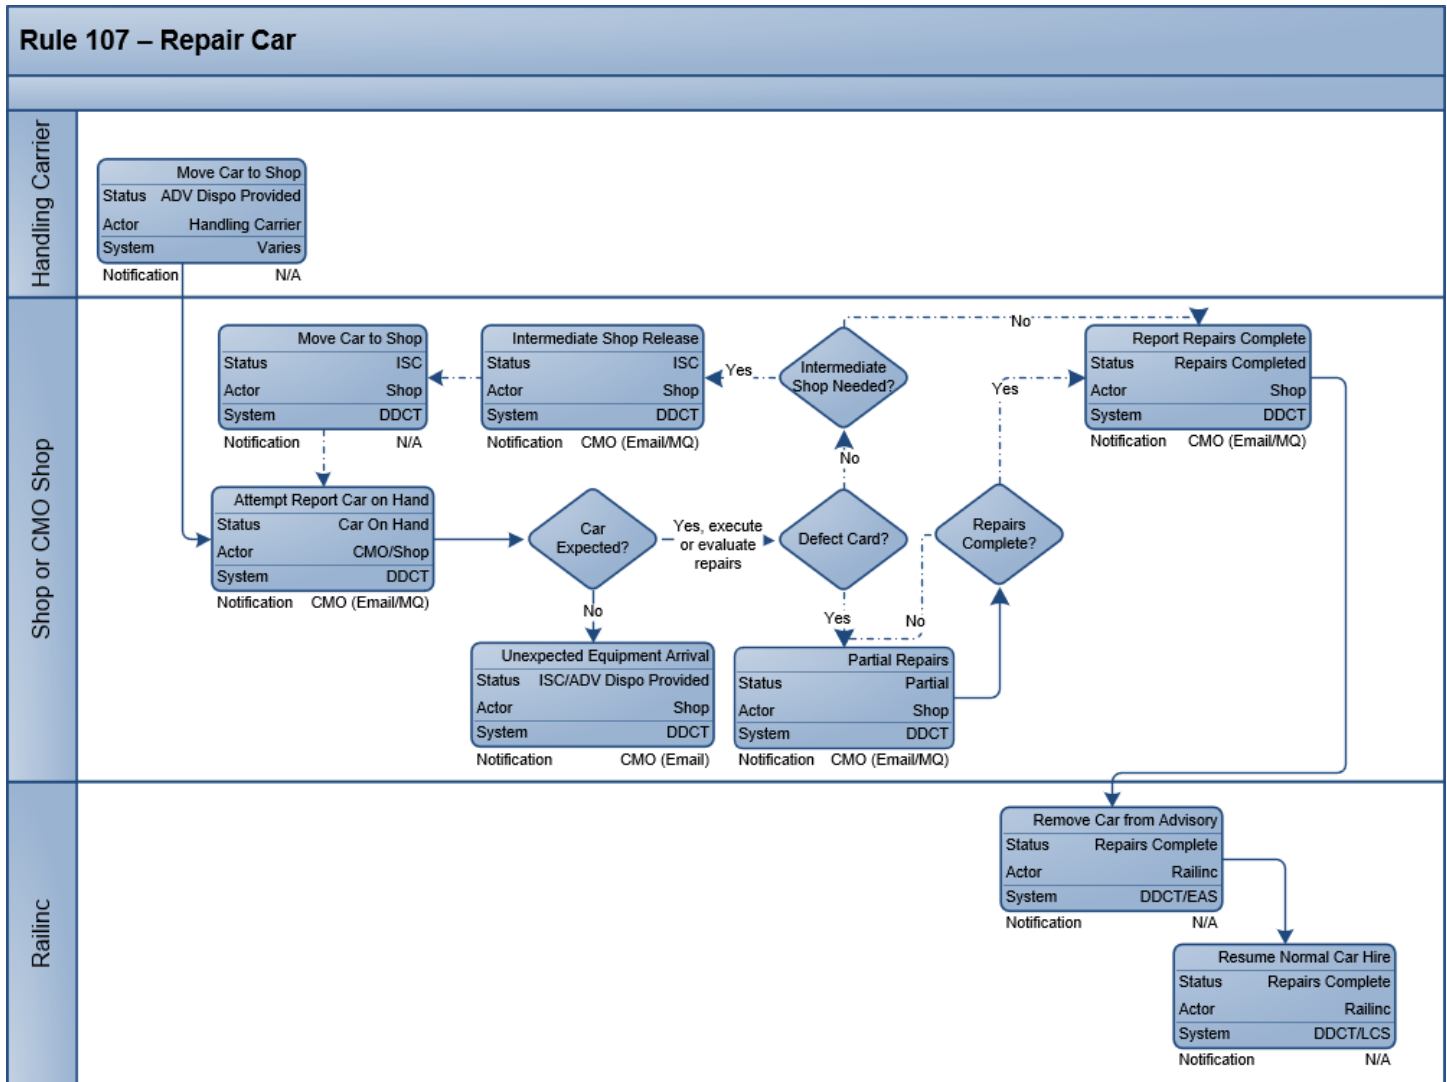 Rule 107 – Repair Car
Handling Carrier
Move Car to Shop
Status ADV Dispo Provided
Actor Handling Carrier
System Varies
Notification N/A
Shop or CMO Shop
Move Car to Shop
Status ISC
Actor Shop
System DDCT
Notification N/A
Intermediate Shop Release
Status ISC
Actor Shop
System DDCT
Notification CMO (Email/MQ)
Yes
Intermediate
Shop Needed?
No
Report Repairs Complete
Status Repairs Completed
Actor Shop
System DDCT
Notification CMO (Email/MQ)
Yes
No
Attempt Report Car on Hand
Status Car On Hand
Actor CMO/Shop
System DDCT
Notification CMO (Email/MQ)
Car
Expected?
Yes, execute
or evaluate
repairs
Defect Card?
Repairs
Complete?
No
Yes
No
Unexpected Equipment Arrival
Status ISC/ADV Dispo Provided
Actor Shop
System DDCT
Notification CMO (Email)
Partial Repairs
Status Partial
Actor Shop
System DDCT
Notification CMO (Email/MQ)
Railinc
Remove Car from Advisory
Status Repairs Complete
Actor Railinc
System DDCT/EAS
Notification N/A
Resume Normal Car Hire
Status Repairs Complete
Actor Railinc
System DDCT/LCS
Notification N/A